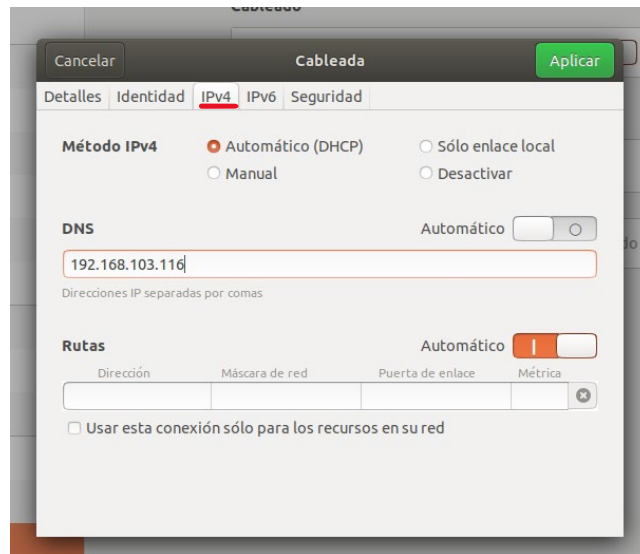 Cableado
Cancelar Cableada Aplicar
Detalles Identidad IPv4 IPv6 Seguridad
Método IPv4 Automático (DHCP) Sólo enlace local
Manual Desactivar
DNS Automático
192.168.103.116
Direcciones IP separadas por comas
Rutas Automático
Dirección Máscara de red Puerta de enlace Métrica
Usar esta conexión sólo para los recursos en su red